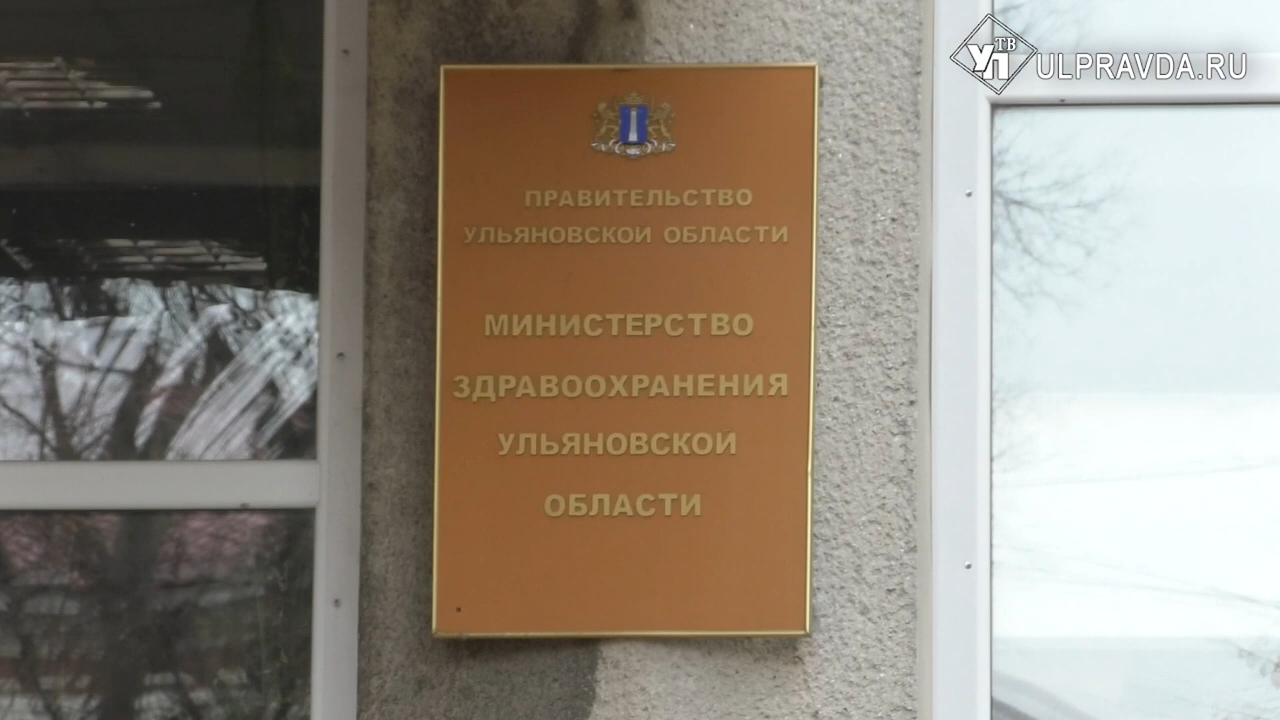 УП ТВ
ULPRAVDA.RU
ПРАВИТЕЛЬСТВО
УЛЬЯНОВСКОЙ ОБЛАСТИ
МИНИСТЕРСТВО
ЗДРАВООХРАНЕНИЯ
УЛЬЯНОВСКОЙ
ОБЛАСТИ